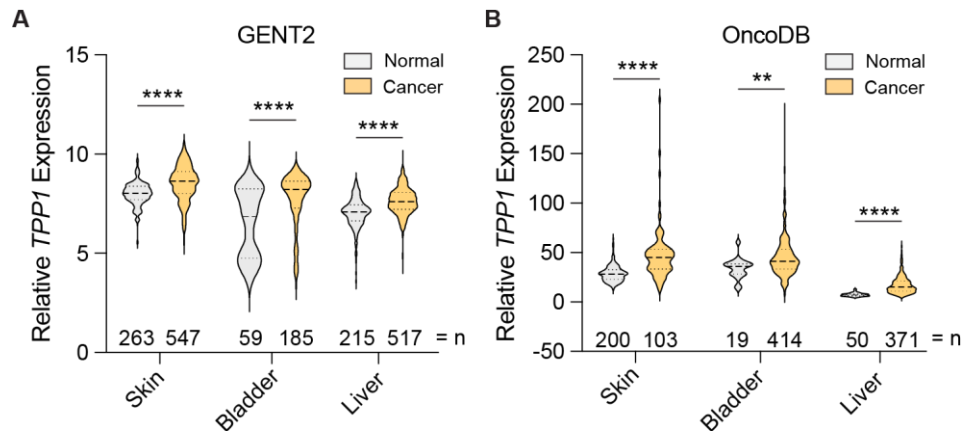 A
GENT2
Relative TPP1 Expression
15
10
5
0
Normal
Cancer
****
****
****
263 547 59 185 215 517 = n
Skin
Bladder
Liver
B
OncoDB
Relative TPP1 Expression
250
200
150
100
50
0
-50
Normal
Cancer
****
**
****
200 103 19 414 50 371 = n
Skin
Bladder
Liver